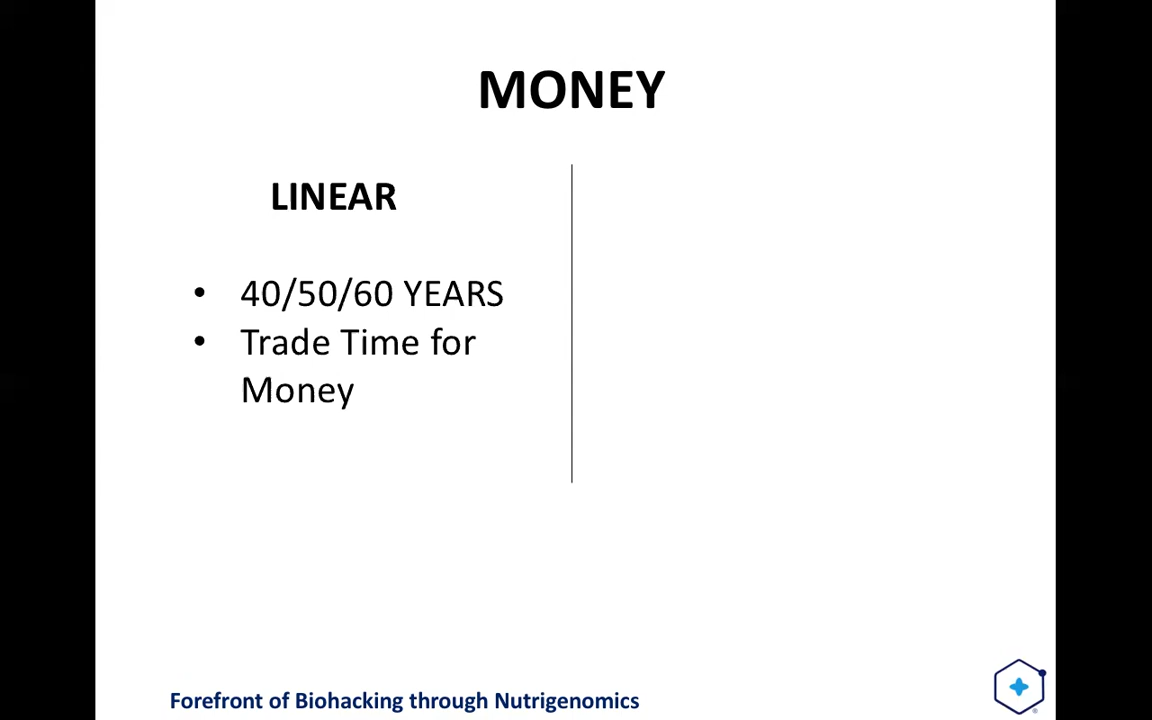 MONEY
LINEAR
• 40/50/60 YEARS
• Trade Time for
Money
Forefront of Biohacking through Nutrigenomics
®